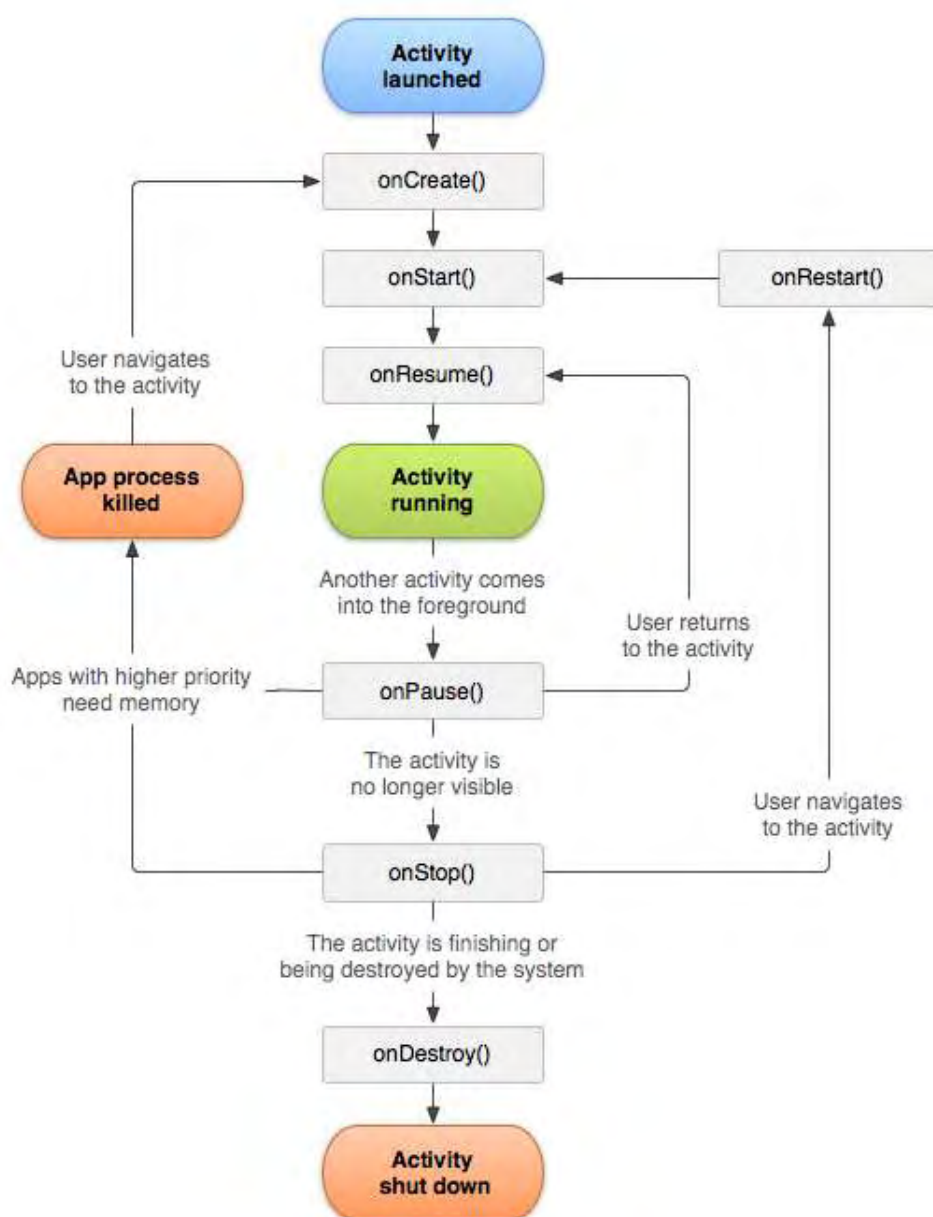 Activity
launched
onCreate()
onStart()
onRestart()
User navigates
to the activity
onResume()
App process
killed
Activity
running
Another activity comes
into the foreground
User returns
to the activity
Apps with higher priority
need memory
onPause()
The activity is
no longer visible
User navigates
to the activity
onStop()
The activity is finishing or
being destroyed by the system
onDestroy()
Activity
shut down